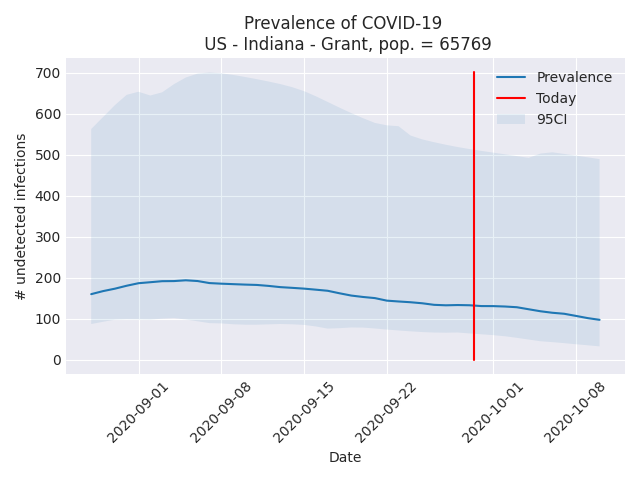 Prevalence of COVID-19
US - Indiana - Grant, pop. = 65769
Prevalence
Today
95CI
# undetected infections
700
600
500
400
300
200
100
0
2020-09-01
2020-09-08
2020-09-15
2020-09-22
2020-10-01
2020-10-08
Date